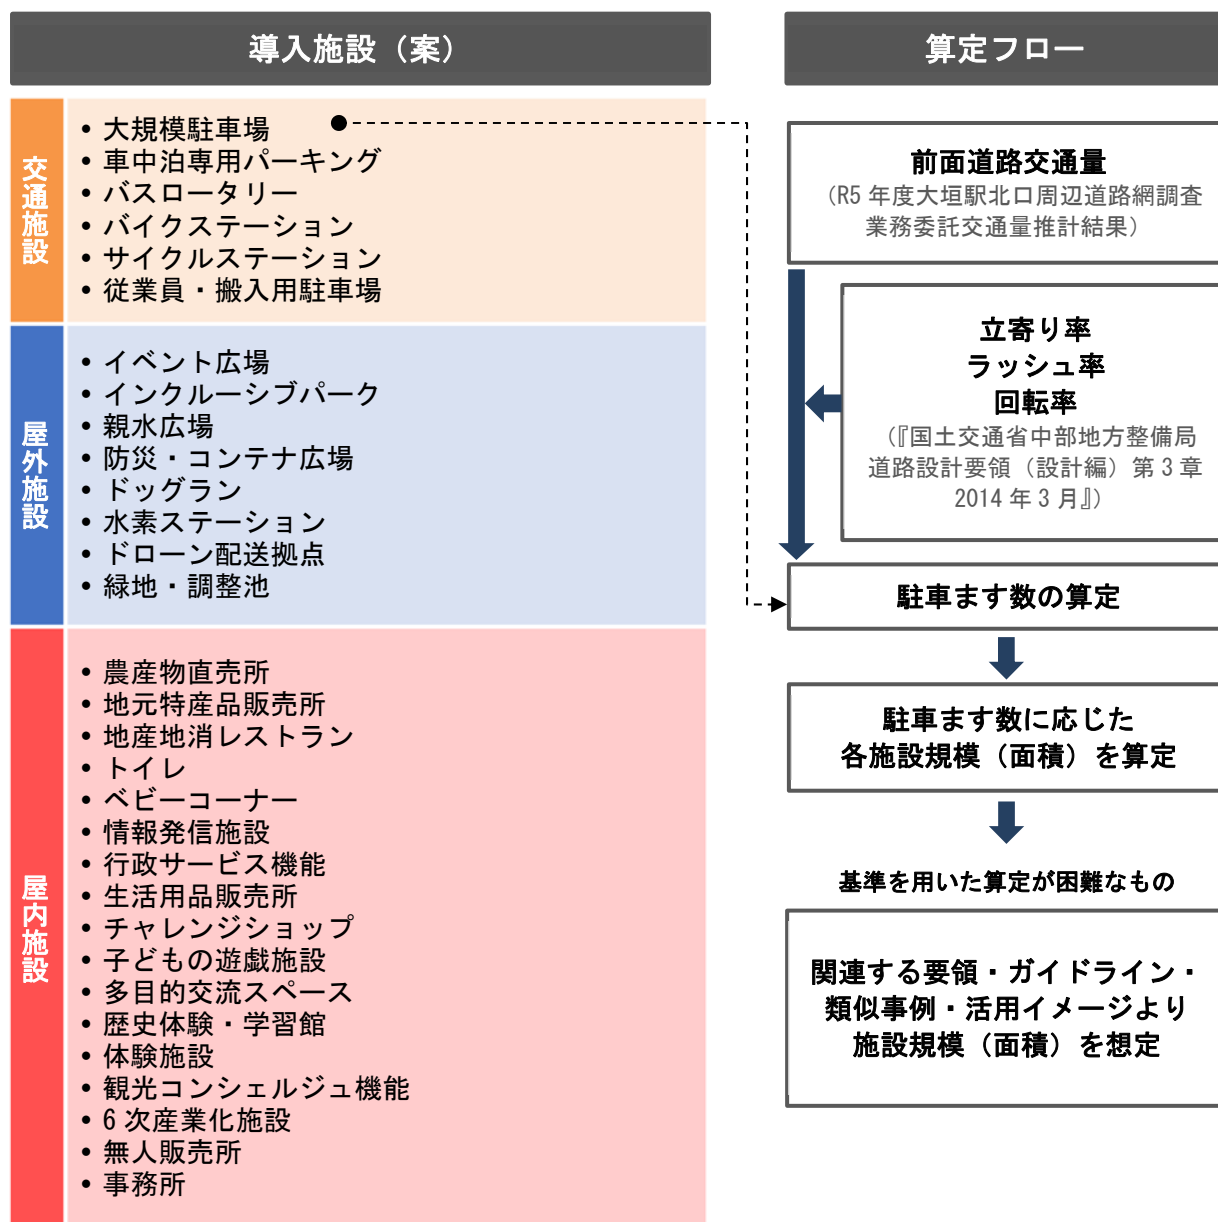 導入施設（案）
交通施設
• 大規模駐車場
• 車中泊専用パーキング
• バスロータリー
• バイクステーション
• サイクルステーション
• 従業員・搬入用駐車場
屋外施設
• イベント広場
• インクルーシブパーク
• 親水広場
• 防災・コンテナ広場
• ドッグラン
• 水素ステーション
• ドローン配送拠点
• 緑地・調整池
屋内施設
• 農産物直売所
• 地元特産品販売所
• 地産地消レストラン
• トイレ
• ベビーコーナー
• 情報発信施設
• 行政サービス機能
• 生活用品販売所
• チャレンジショップ
• 子どもの遊戯施設
• 多目的交流スペース
• 歴史体験・学習館
• 体験施設
• 観光コンシェルジュ機能
• 6 次産業化施設
• 無人販売所
• 事務所
算定フロー
前面道路交通量
（R5 年度大垣駅北口周辺道路網調査
業務委託交通量推計結果）
立寄り率
ラッシュ率
回転率
（『国土交通省中部地方整備局
道路設計要領（設計編）第 3 章
2014 年 3 月』）
駐車ます数の算定
駐車ます数に応じた
各施設規模（面積）を算定
基準を用いた算定が困難なもの
関連する要領・ガイドライン・
類似事例・活用イメージより
施設規模（面積）を想定